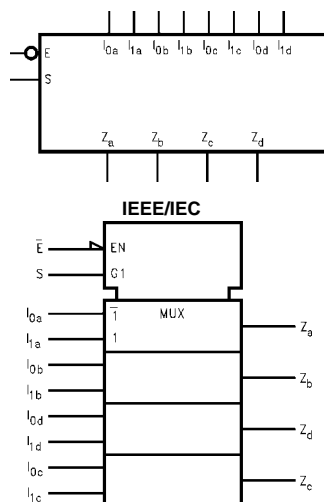 I0a I1a I0b I1b I0c I1c I0d I1d
E
S
Za Zb Zc Zd
IEEE/IEC
E̅ EN
S G1
I0a 1̅ MUX
Za
I1a 1
I0b
Zb
I1b
I0d
Zd
I1d
I0c
Zc
I1c